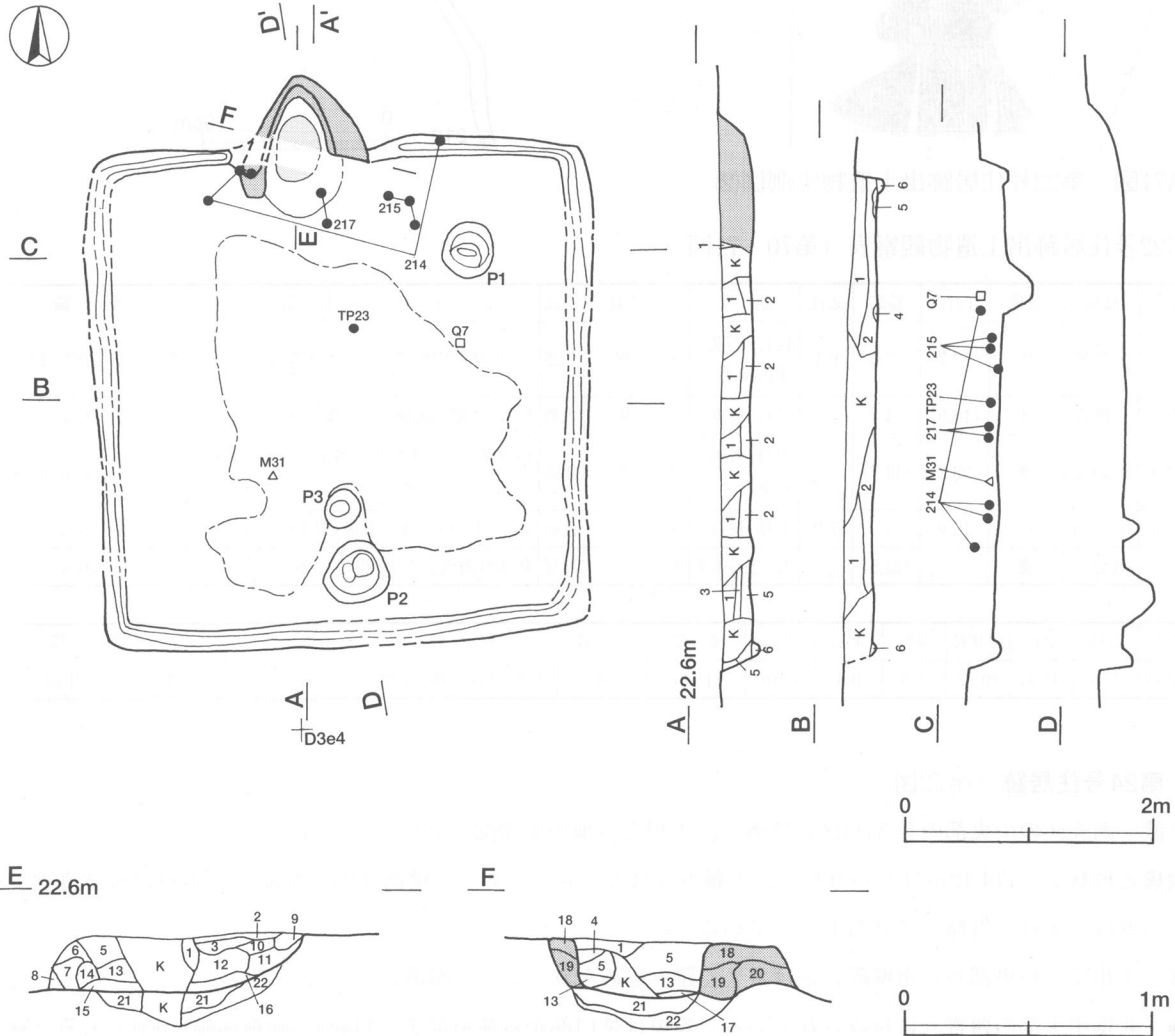 D' A'
F
217
215
214
E
C
P1
TP23
Q7
B
M31
P3
P2
A D
D3e4
1 K 1 2 K 1 2 K 1 2 K 1 2 K 3 1 5 K 6 5
A 22.6m
6 5 1 4 2 K 2 1 K 6
B
Q7
215
TP23
217
M31
214
C
D
0 2m
E 22.6m
2 9
6 5 1 3 10
8 7 14 13 K 12 11
15 21 K 21 22 16
F
18 4 1 5 18
19 5 K 13 19 20
13 21 17
22
0 1m